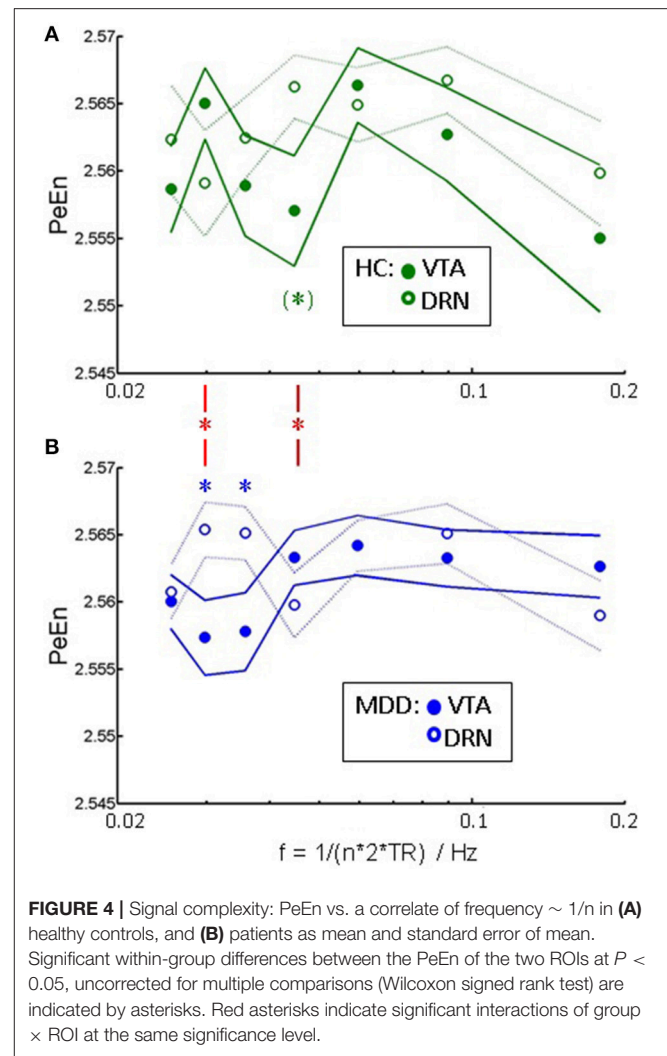 A
2.57
2.565
2.56
2.555
2.55
2.545
PeEn
HC: ● VTA
○ DRN
(*)
0.02
0.1
0.2
*
*
B
*
*
2.57
2.565
2.56
2.555
2.55
2.545
PeEn
MDD: ● VTA
○ DRN
0.02
0.1
0.2
f = 1/(n*2*TR) / Hz
FIGURE 4 | Signal complexity: PeEn vs. a correlate of frequency ∼ 1/n in (A)
healthy controls, and (B) patients as mean and standard error of mean.
Significant within-group differences between the PeEn of the two ROIs at P <
0.05, uncorrected for multiple comparisons (Wilcoxon signed rank test) are
indicated by asterisks. Red asterisks indicate significant interactions of group
× ROI at the same significance level.